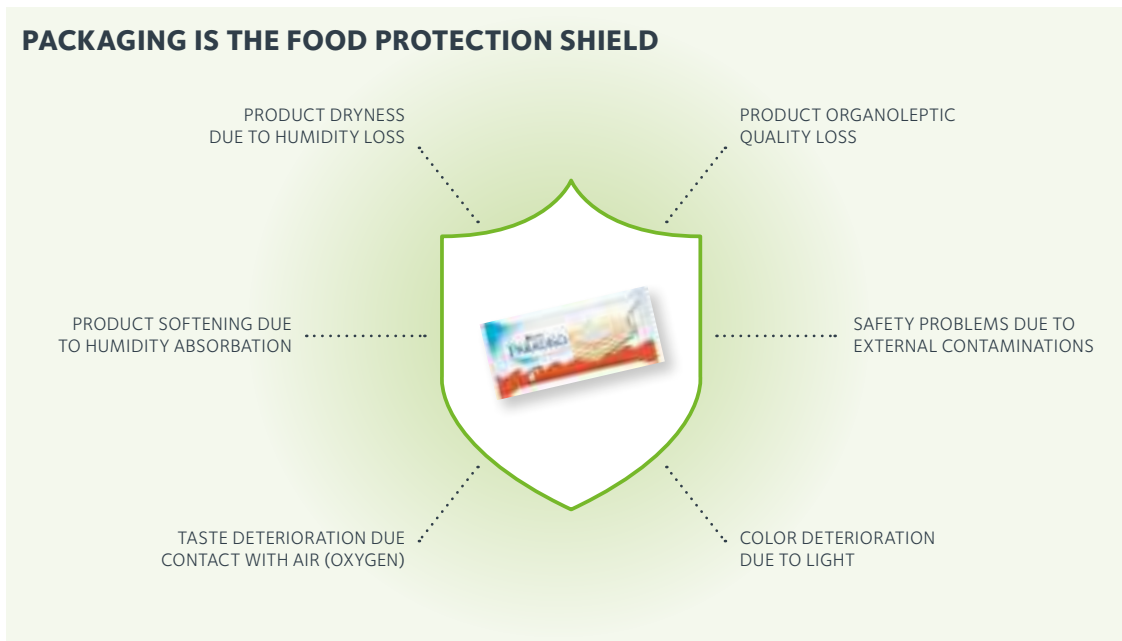 PACKAGING IS THE FOOD PROTECTION SHIELD
PRODUCT DRYNESS
DUE TO HUMIDITY LOSS
PRODUCT ORGANOLEPTIC
QUALITY LOSS
PRODUCT SOFTENING DUE
TO HUMIDITY ABSORBATION
SAFETY PROBLEMS DUE TO
EXTERNAL CONTAMINATIONS
TASTE DETERIORATION DUE
CONTACT WITH AIR (OXYGEN)
COLOR DETERIORATION
DUE TO LIGHT